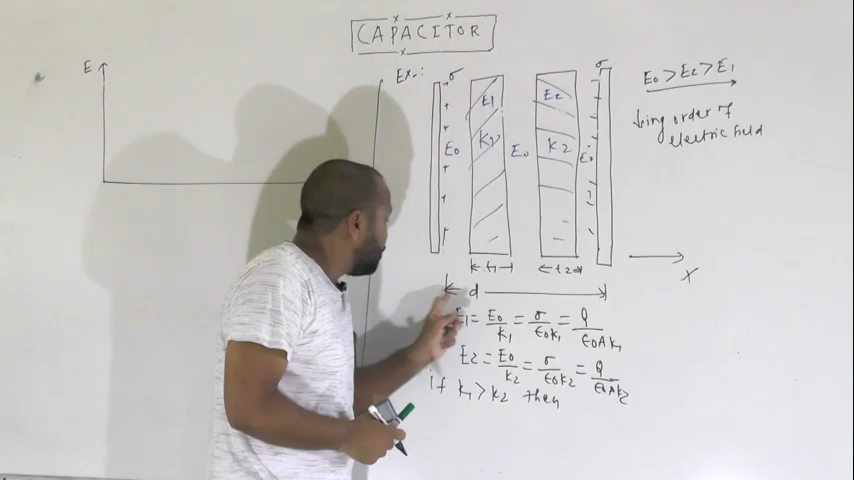 CAPACITOR
E
Ex.:
σ
σ
E0 > E2 > E1
being order of
electric field
E1
E2
K1
K2
E0
E0
E0
t1
t2
X
d
E1 = E0/K1 = σ/ε0K1 = Q/ε0AK1
E2 = E0/K2 = σ/ε0K2 = Q/ε0AK2
if K1 > K2 then